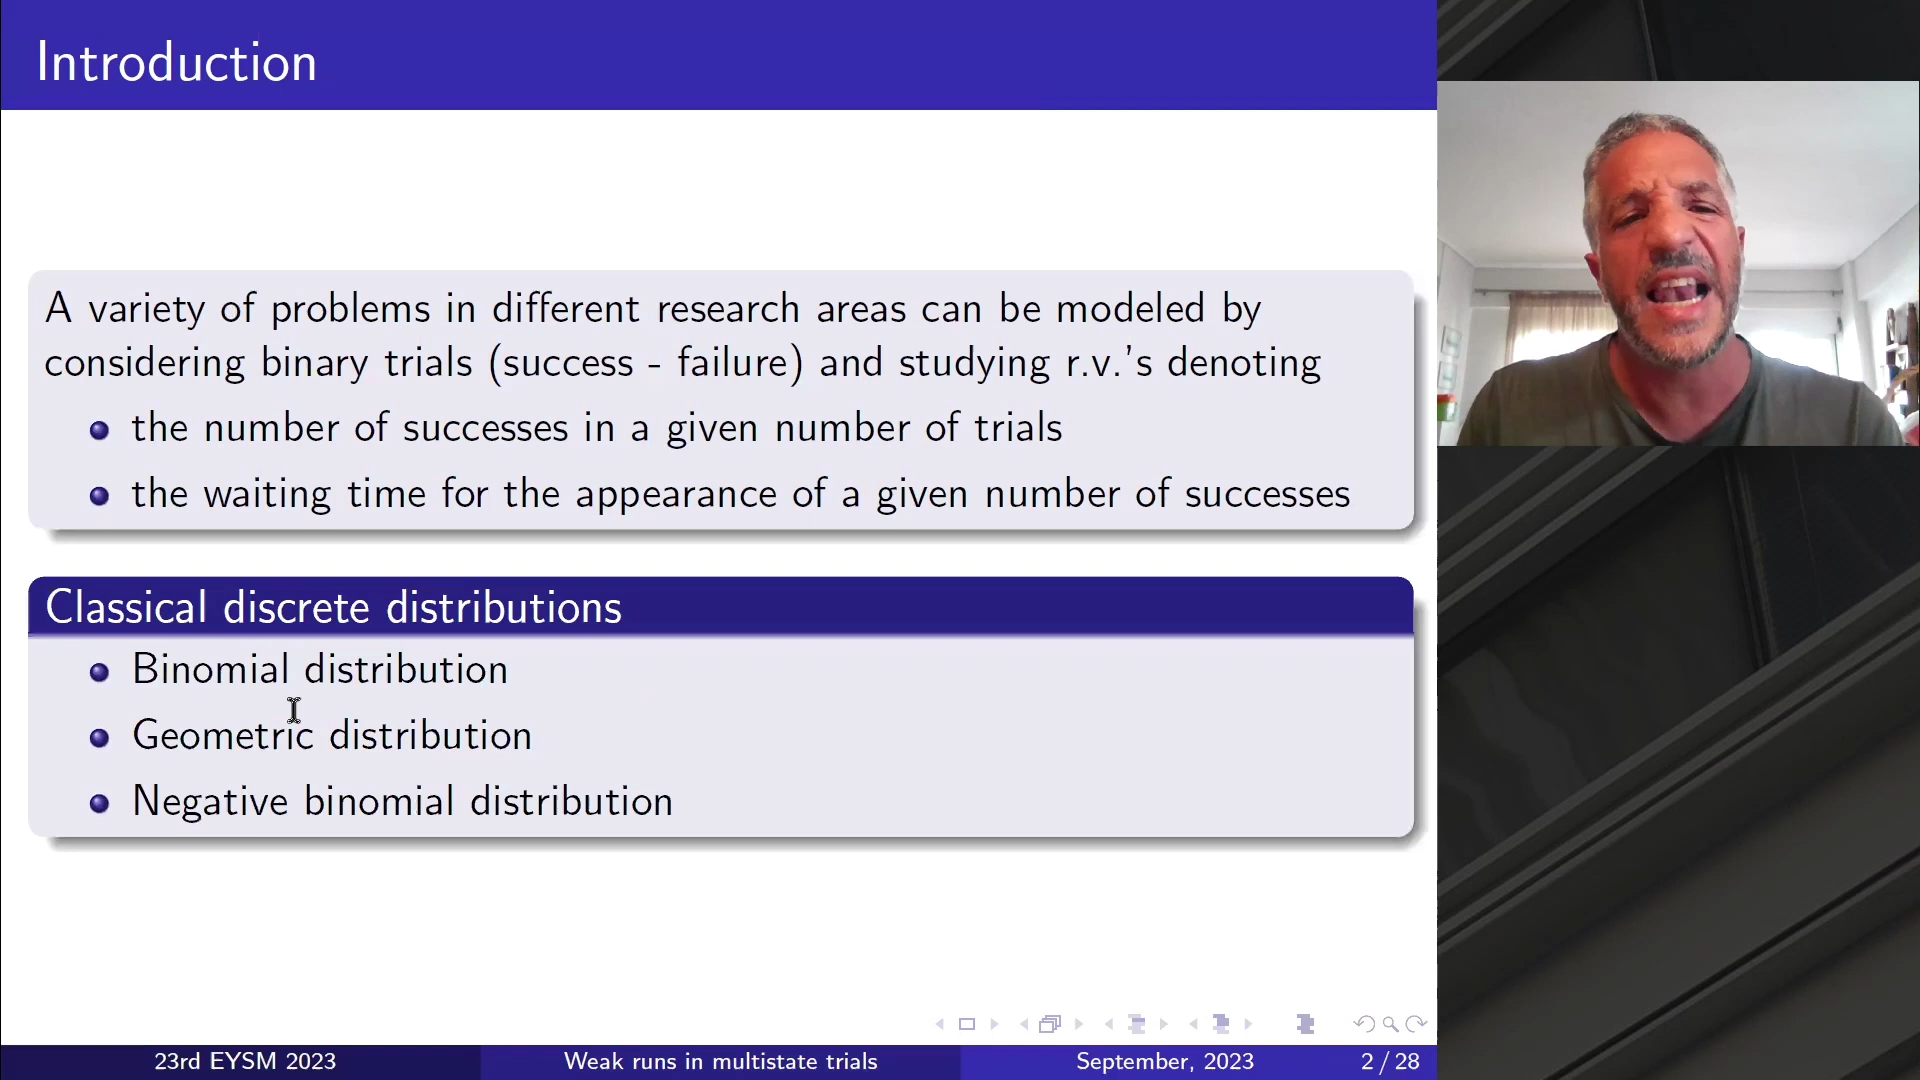 Introduction
A variety of problems in different research areas can be modeled by
considering binary trials (success - failure) and studying r.v.'s denoting
the number of successes in a given number of trials
the waiting time for the appearance of a given number of successes
Classical discrete distributions
Binomial distribution
Geometric distribution
Negative binomial distribution
23rd EYSM 2023 Weak runs in multistate trials September, 2023 2 / 28